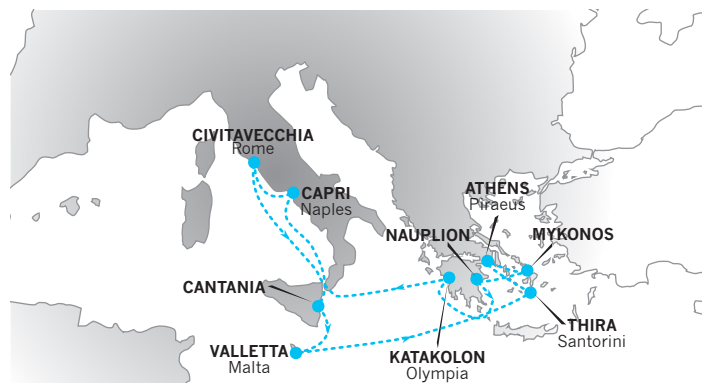 CIVITAVECCHIA
Rome
CAPRI
Naples
ATHENS
Piraeus
NAUPLION
MYKONOS
CANTANIA
THIRA
Santorini
VALLETTA
Malta
KATAKOLON
Olympia